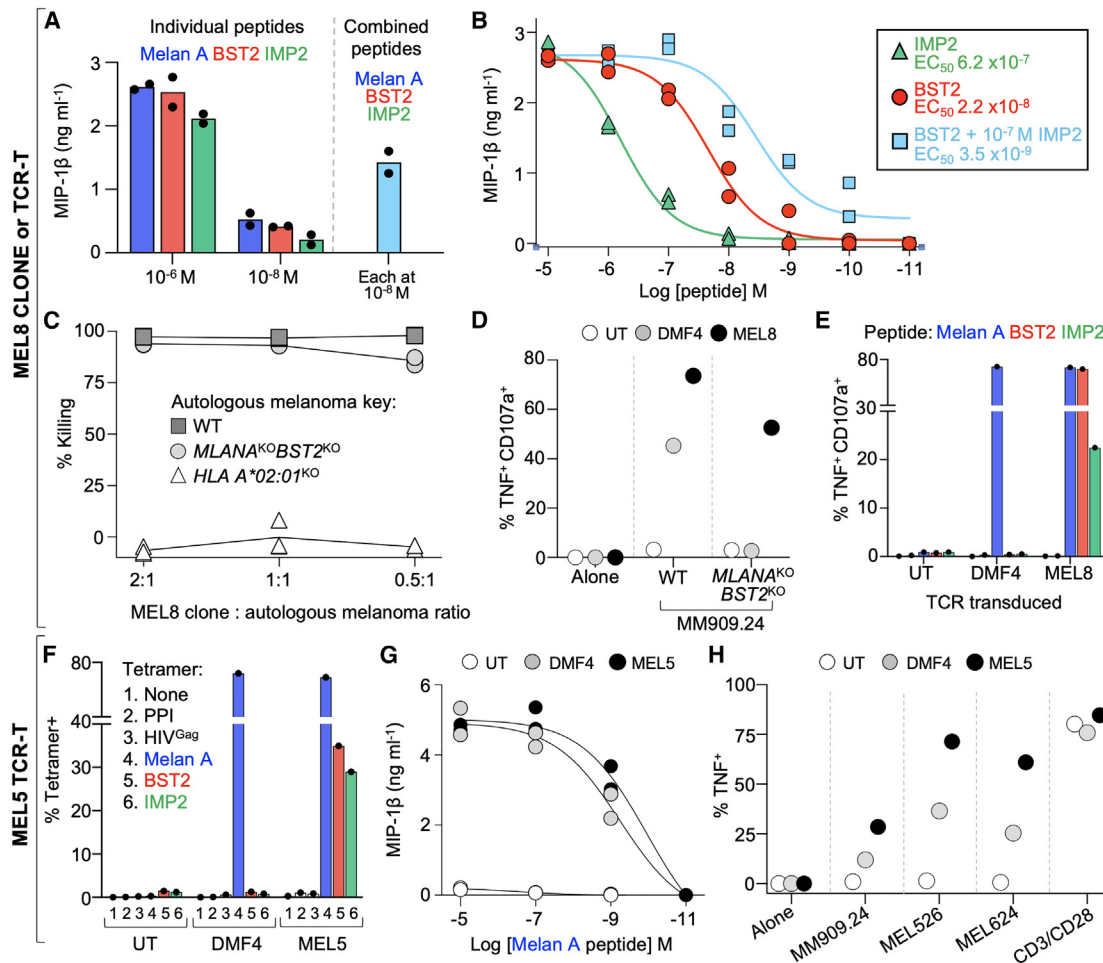 MEL8 CLONE or TCR-T
A
Individual peptides
Melan A BST2 IMP2
Combined
peptides
Melan A
BST2
IMP2
MIP-1β (ng ml⁻¹)
3
2
1
0
10⁻⁶ M
10⁻⁸ M
Each at
10⁻⁸ M
B
MIP-1β (ng ml⁻¹)
3
2
1
0
-5 -6 -7 -8 -9 -10 -11
Log [peptide] M
IMP2
EC₅₀ 6.2 x10⁻⁷
BST2
EC₅₀ 2.2 x10⁻⁸
BST2 + 10⁻⁷ M IMP2
EC₅₀ 3.5 x10⁻⁹
C
% Killing
100
75
50
25
0
Autologous melanoma key:
WT
MLANAᴷᴼBST2ᴷᴼ
HLA A*02:01ᴷᴼ
2:1 1:1 0.5:1
MEL8 clone : autologous melanoma ratio
D
UT DMF4 MEL8
% TNF⁺ CD107a⁺
80
60
40
20
0
Alone
WT
MLANAᴷᴼ
BST2ᴷᴼ
MM909.24
E
Peptide: Melan A BST2 IMP2
% TNF⁺ CD107a⁺
80
30
60
40
20
0
UT DMF4 MEL8
TCR transduced
MEL5 TCR-T
F
% Tetramer+
80
40
80
60
20
0
Tetramer:
1. None
2. PPI
3. HIVᴳᵃᵍ
4. Melan A
5. BST2
6. IMP2
1 2 3 4 5 6 1 2 3 4 5 6 1 2 3 4 5 6
UT DMF4 MEL5
G
UT DMF4 MEL5
MIP-1β (ng ml⁻¹)
6
4
2
0
-5 -7 -9 -11
Log [Melan A peptide] M
H
UT DMF4 MEL5
% TNF⁺
100
75
50
25
0
Alone
MM909.24
MEL526
MEL624
CD3/CD28